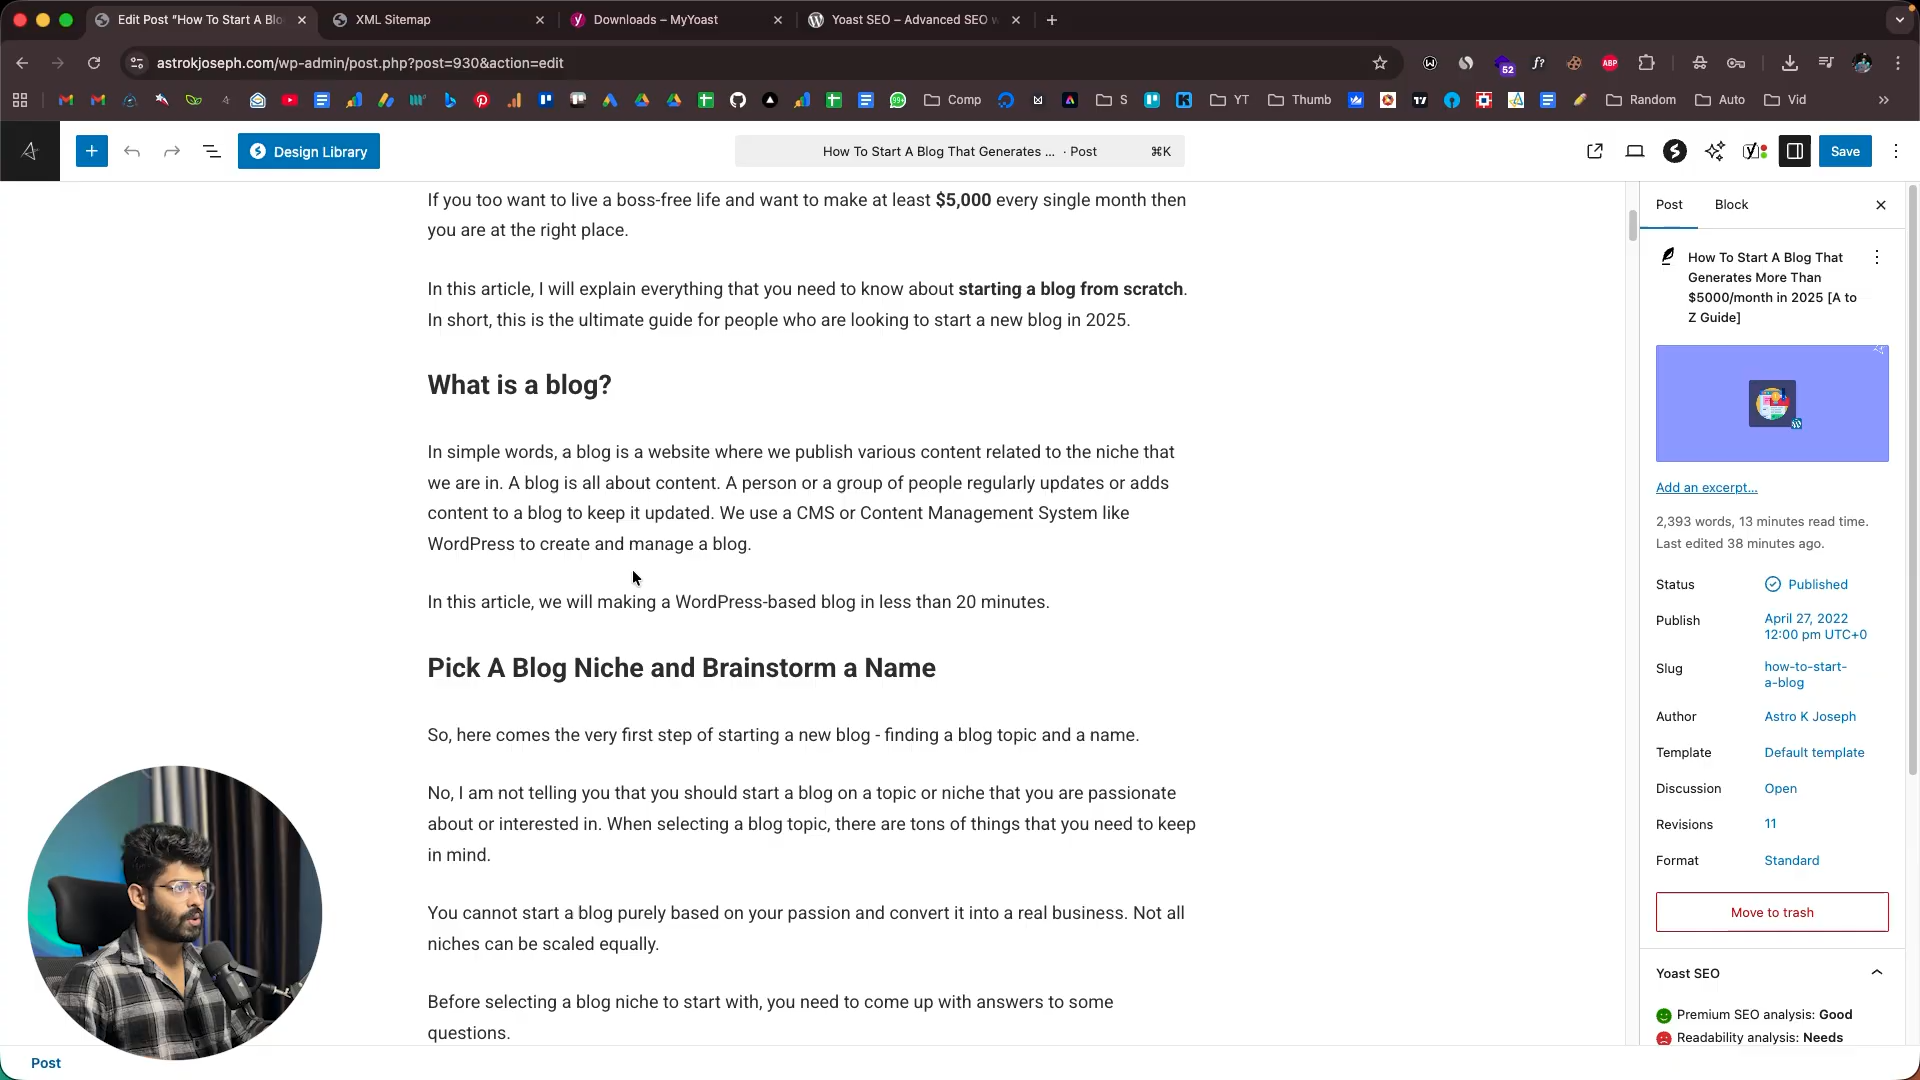 Edit Post "How To Start A Blo
XML Sitemap
Downloads – MyYoast
Yoast SEO – Advanced SEO
astrokjoseph.com/wp-admin/post.php?post=930&action=edit
52
f?
ABP
Comp
S
YT
Thumb
17
Random
Auto
Vid
Design Library
How To Start A Blog That Generates ... · Post
⌘K
Save
If you too want to live a boss-free life and want to make at least $5,000 every single month then
you are at the right place.
In this article, I will explain everything that you need to know about starting a blog from scratch.
In short, this is the ultimate guide for people who are looking to start a new blog in 2025.
What is a blog?
In simple words, a blog is a website where we publish various content related to the niche that
we are in. A blog is all about content. A person or a group of people regularly updates or adds
content to a blog to keep it updated. We use a CMS or Content Management System like
WordPress to create and manage a blog.
In this article, we will making a WordPress-based blog in less than 20 minutes.
Pick A Blog Niche and Brainstorm a Name
So, here comes the very first step of starting a new blog - finding a blog topic and a name.
No, I am not telling you that you should start a blog on a topic or niche that you are passionate
about or interested in. When selecting a blog topic, there are tons of things that you need to keep
in mind.
You cannot start a blog purely based on your passion and convert it into a real business. Not all
niches can be scaled equally.
Before selecting a blog niche to start with, you need to come up with answers to some
questions.
Post
Block
How To Start A Blog That
Generates More Than
$5000/month in 2025 [A to
Z Guide]
Add an excerpt...
2,393 words, 13 minutes read time.
Last edited 38 minutes ago.
Status
Published
Publish
April 27, 2022
12:00 pm UTC+0
Slug
how-to-start-
a-blog
Author
Astro K Joseph
Template
Default template
Discussion
Open
Revisions
11
Format
Standard
Move to trash
Yoast SEO
Premium SEO analysis: Good
Readability analysis: Needs
Post